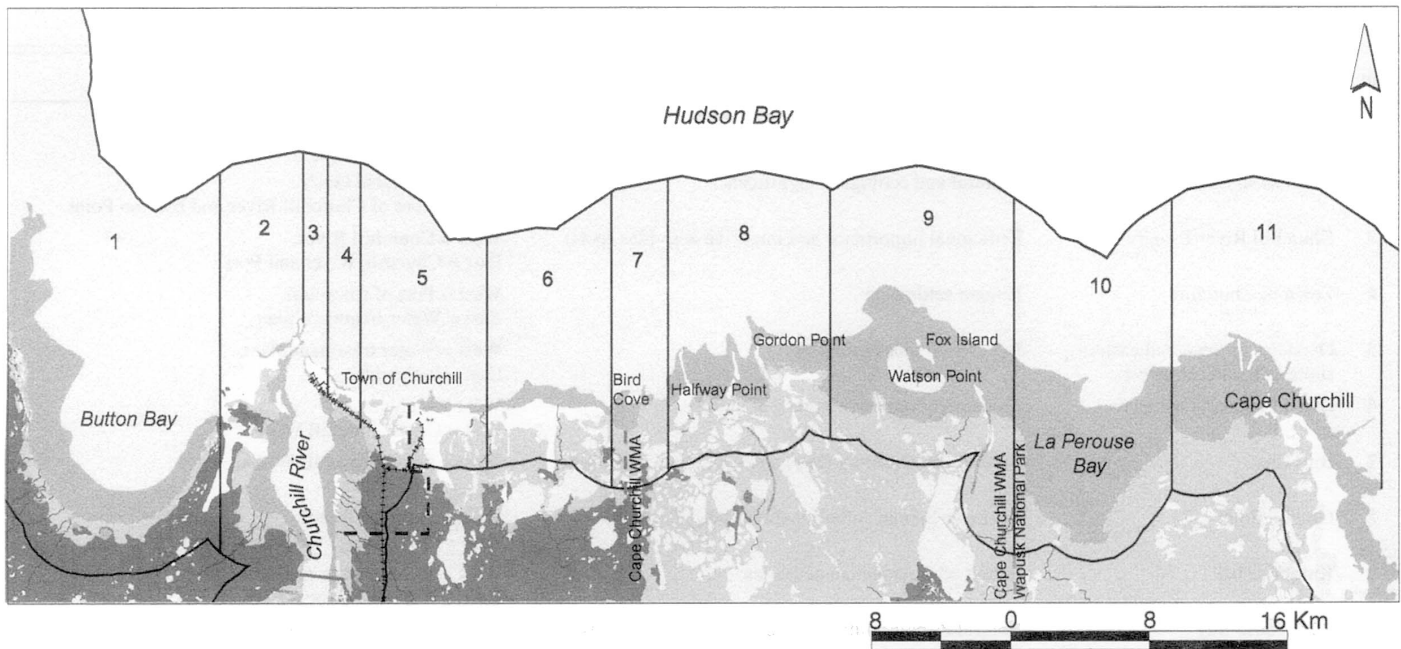 N
Hudson Bay
1
2
3
4
5
6
7
8
9
10
11
Gordon Point
Fox Island
Town of Churchill
Bird
Cove
Halfway Point
Watson Point
Button Bay
Cape Churchill
La Perouse
Bay
Churchill River
Cape Churchill WMA
Cape Churchill WMA
Wapusk National Park
8 0 8 16 Km